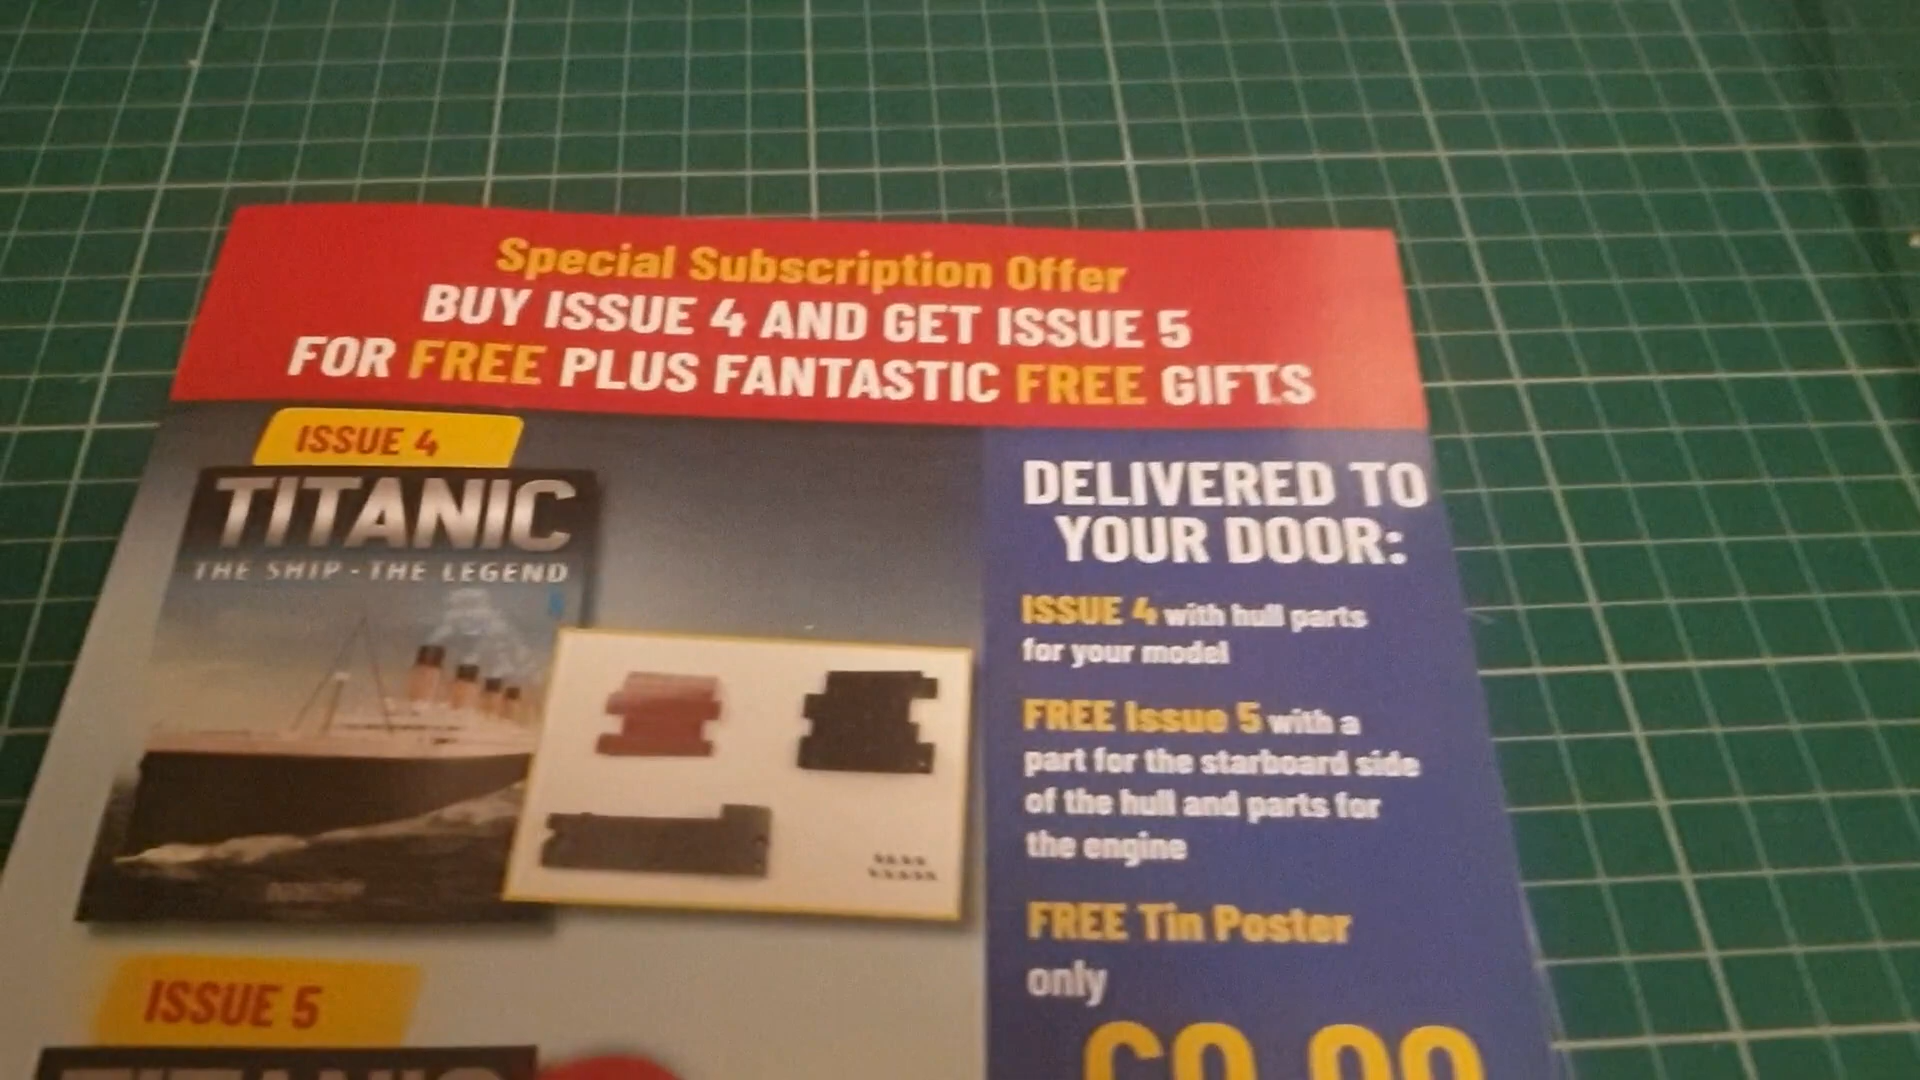 Special Subscription Offer
BUY ISSUE 4 AND GET ISSUE 5
FOR FREE PLUS FANTASTIC FREE GIFTS
ISSUE 4
TITANIC
THE SHIP - THE LEGEND
DELIVERED TO
YOUR DOOR:
ISSUE 4 with hull parts
for your model
FREE Issue 5 with a
part for the starboard side
of the hull and parts for
the engine
FREE Tin Poster
only
ISSUE 5
TITANIC